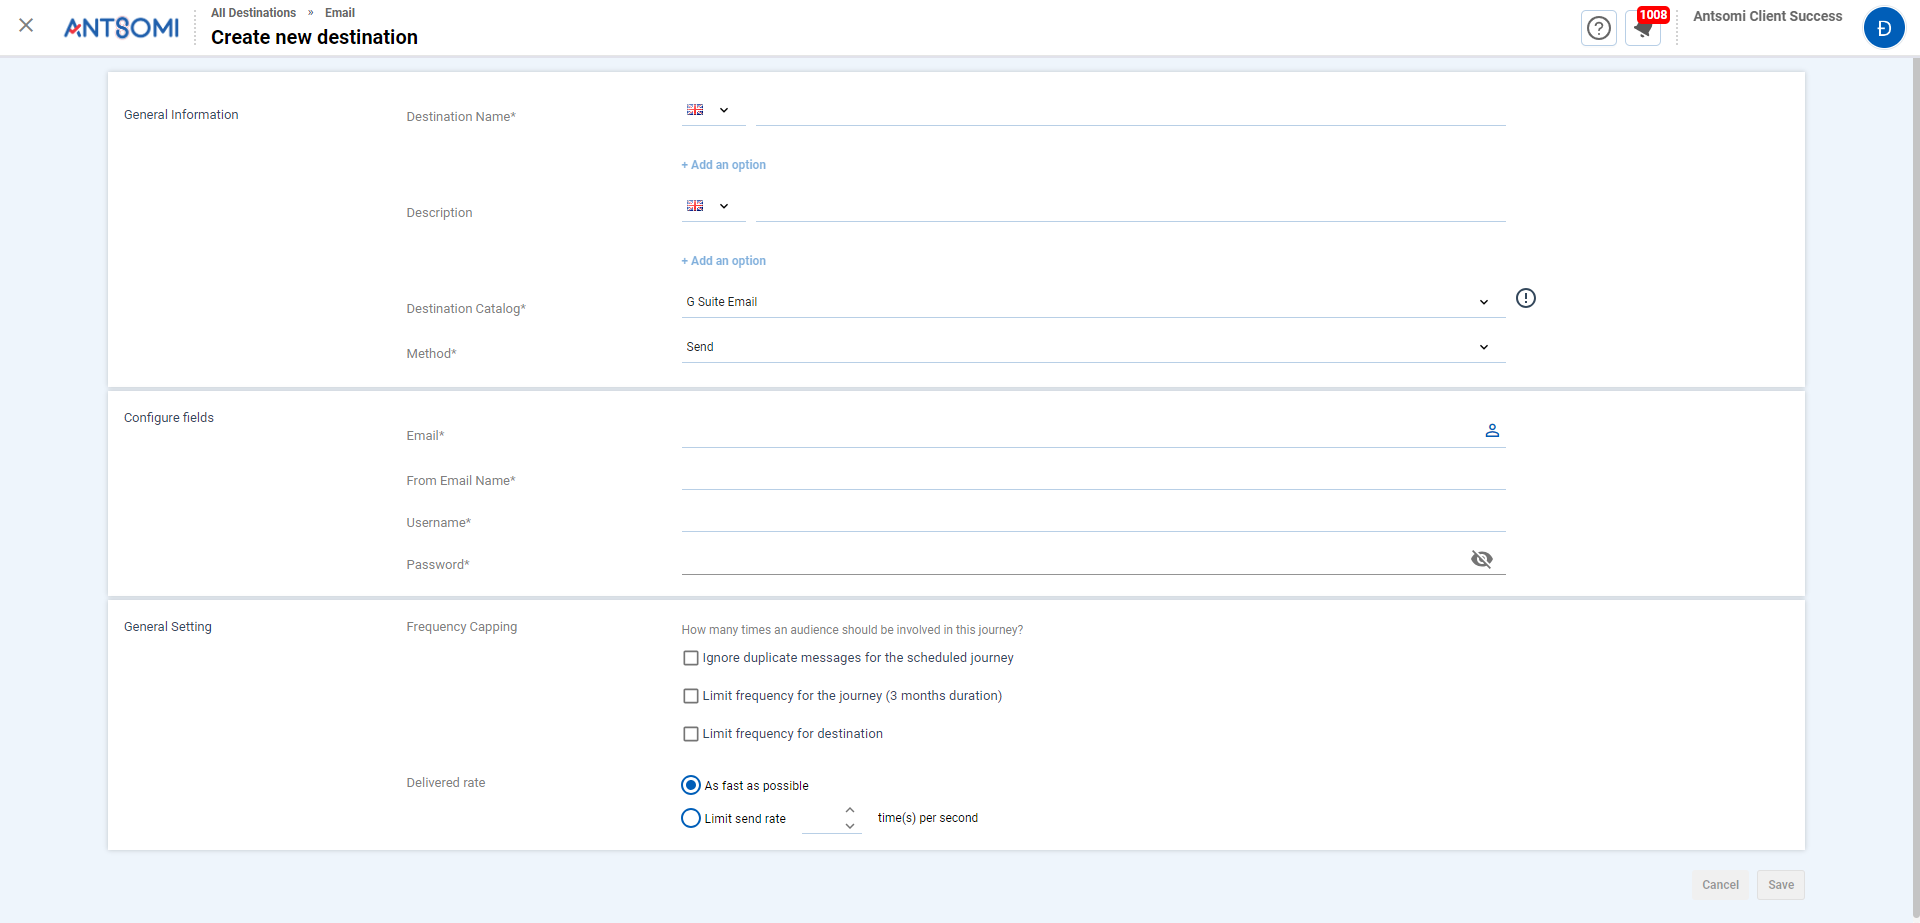 ANTSOMI
All Destinations » Email
Create new destination
1008
Antsomi Client Success
Đ
General Information
Destination Name*
+ Add an option
Description
+ Add an option
Destination Catalog*
G Suite Email
Method*
Send
Configure fields
Email*
From Email Name*
Username*
Password*
General Setting
Frequency Capping
How many times an audience should be involved in this journey?
Ignore duplicate messages for the scheduled journey
Limit frequency for the journey (3 months duration)
Limit frequency for destination
Delivered rate
As fast as possible
Limit send rate time(s) per second
Cancel Save